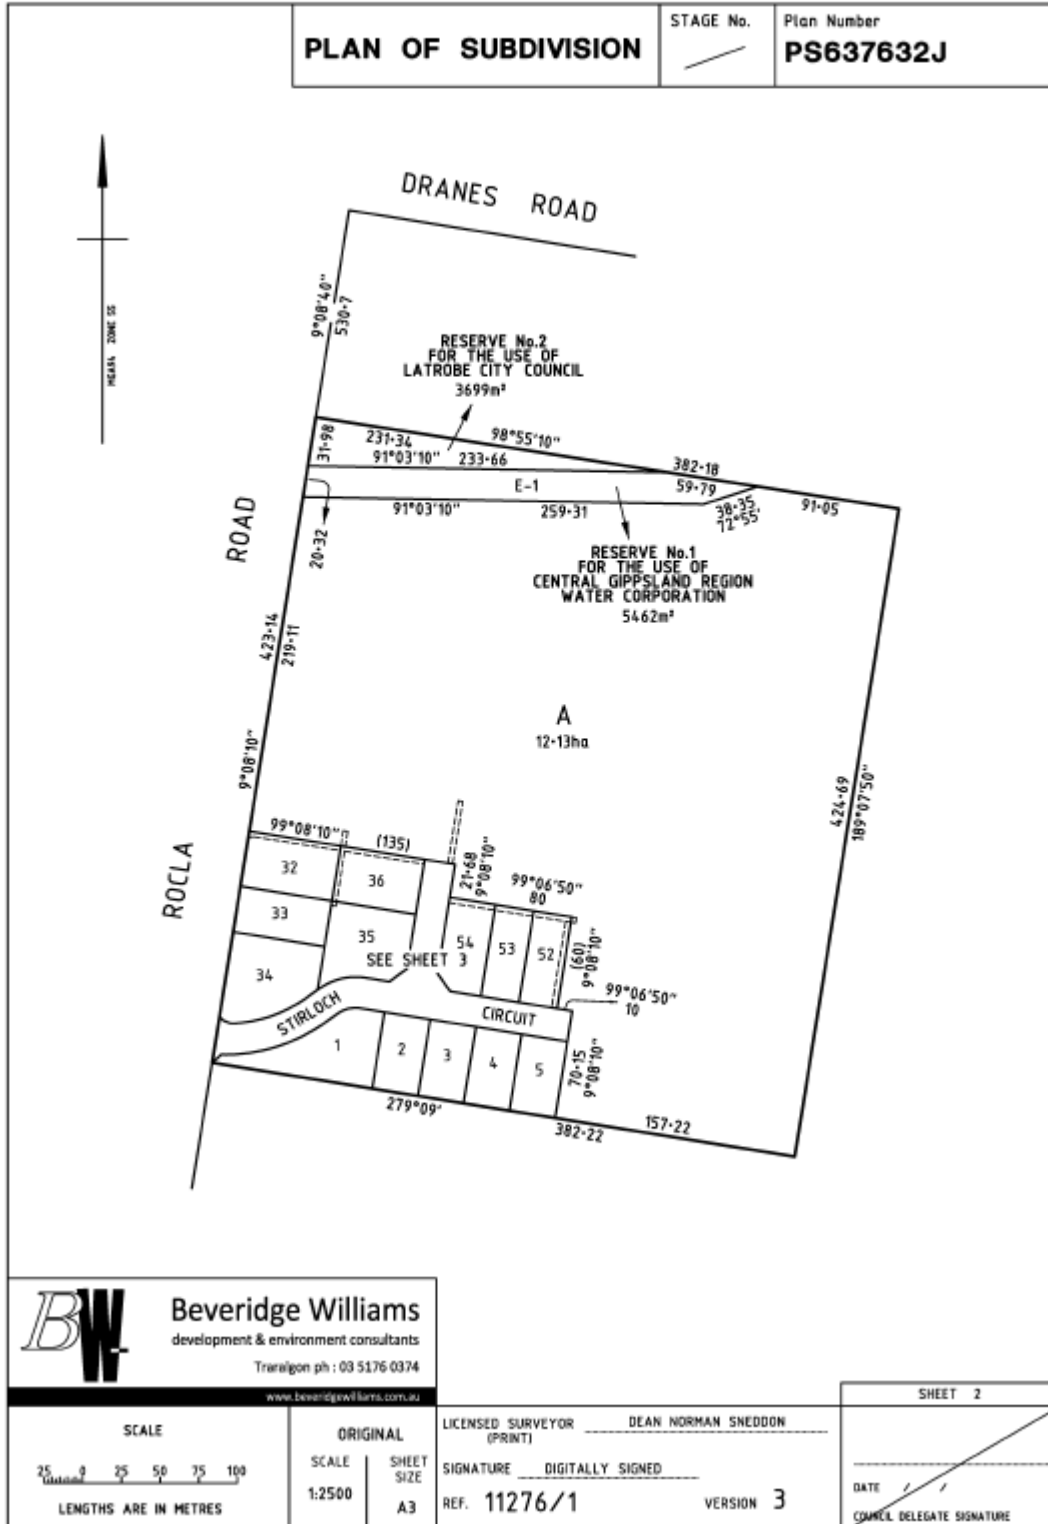 PLAN OF SUBDIVISION
STAGE No.
Plan Number
PS637632J
DRANES ROAD
9°08'40"
530·7
MGA94 ZONE 55
RESERVE No.2
FOR THE USE OF
LATROBE CITY COUNCIL
3699m²
31·98
231·34
98°55'10"
91°03'10" 233·66
382·18
E-1
59·79
91·05
91°03'10"
259·31
38·35
72°55'
20·32
ROAD
RESERVE No.1
FOR THE USE OF
CENTRAL GIPPSLAND REGION
WATER CORPORATION
5462m²
423·14
219·11
A
12·13ha
9°08'10"
424·69
189°07'50"
99°08'10"
(135)
21·68
9°08'10"
99°06'50"
80
ROCLA
32
36
33
35
54
53
52
(60)
9°08'10"
SEE SHEET 3
34
99°06'50"
10
STIRLOCH
CIRCUIT
1
2
3
4
5
70·15
9°08'10"
279°09'
382·22
157·22
BW
Beveridge Williams
development & environment consultants
Traralgon ph : 03 5176 0374
www.beveridgewilliams.com.au
SHEET 2
SCALE
25 0 25 50 75 100
LENGTHS ARE IN METRES
ORIGINAL
SCALE
SHEET
SIZE
1:2500
A3
LICENSED SURVEYOR
(PRINT)
DEAN NORMAN SNEDDON
SIGNATURE DIGITALLY SIGNED
REF. 11276/1
VERSION 3
DATE / /
COUNCIL DELEGATE SIGNATURE